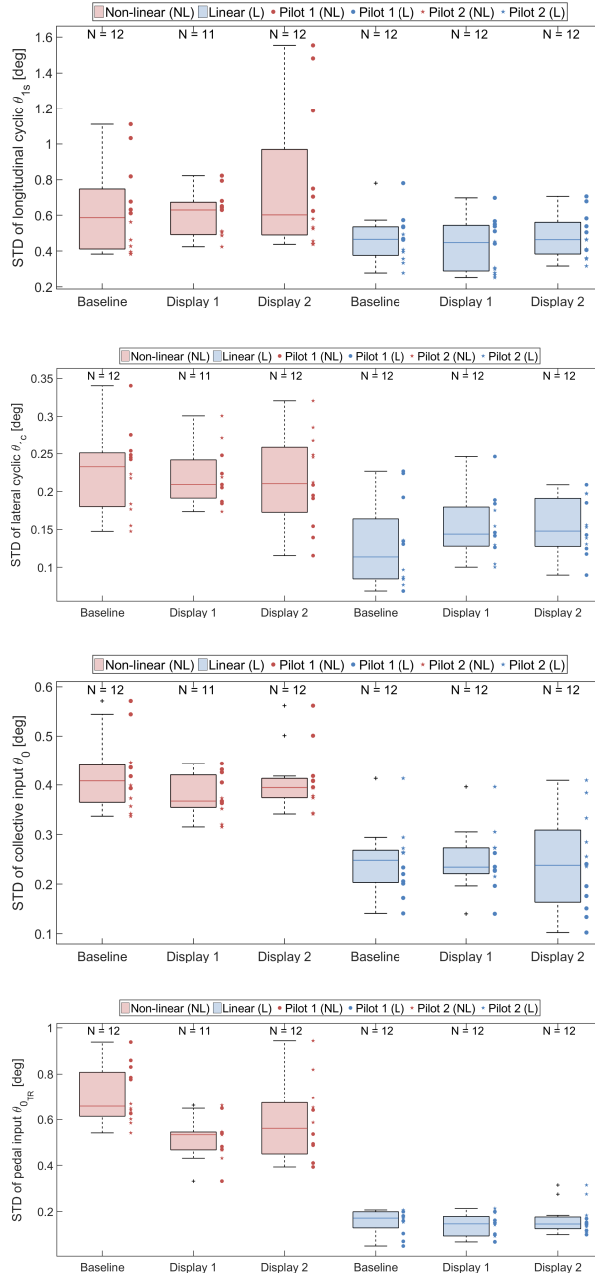 Non-linear (NL) Linear (L) Pilot 1 (NL) Pilot 1 (L) Pilot 2 (NL) Pilot 2 (L)
N = 12 N = 11 N = 12 N = 12 N = 12 N = 12
STD of longitudinal cyclic θ1s [deg]
1.6
1.4
1.2
1
0.8
0.6
0.4
0.2
Baseline Display 1 Display 2 Baseline Display 1 Display 2
Non-linear (NL) Linear (L) Pilot 1 (NL) Pilot 1 (L) Pilot 2 (NL) Pilot 2 (L)
N = 12 N = 11 N = 12 N = 12 N = 12 N = 12
STD of lateral cyclic θ'c [deg]
0.35
0.3
0.25
0.2
0.15
0.1
Baseline Display 1 Display 2 Baseline Display 1 Display 2
Non-linear (NL) Linear (L) Pilot 1 (NL) Pilot 1 (L) Pilot 2 (NL) Pilot 2 (L)
N = 12 N = 11 N = 12 N = 12 N = 12 N = 12
STD of collective input θ0 [deg]
0.6
0.5
0.4
0.3
0.2
0.1
Baseline Display 1 Display 2 Baseline Display 1 Display 2
Non-linear (NL) Linear (L) Pilot 1 (NL) Pilot 1 (L) Pilot 2 (NL) Pilot 2 (L)
N = 12 N = 11 N = 12 N = 12 N = 12 N = 12
STD of pedal input θ0TR [deg]
1
0.8
0.6
0.4
0.2
Baseline Display 1 Display 2 Baseline Display 1 Display 2